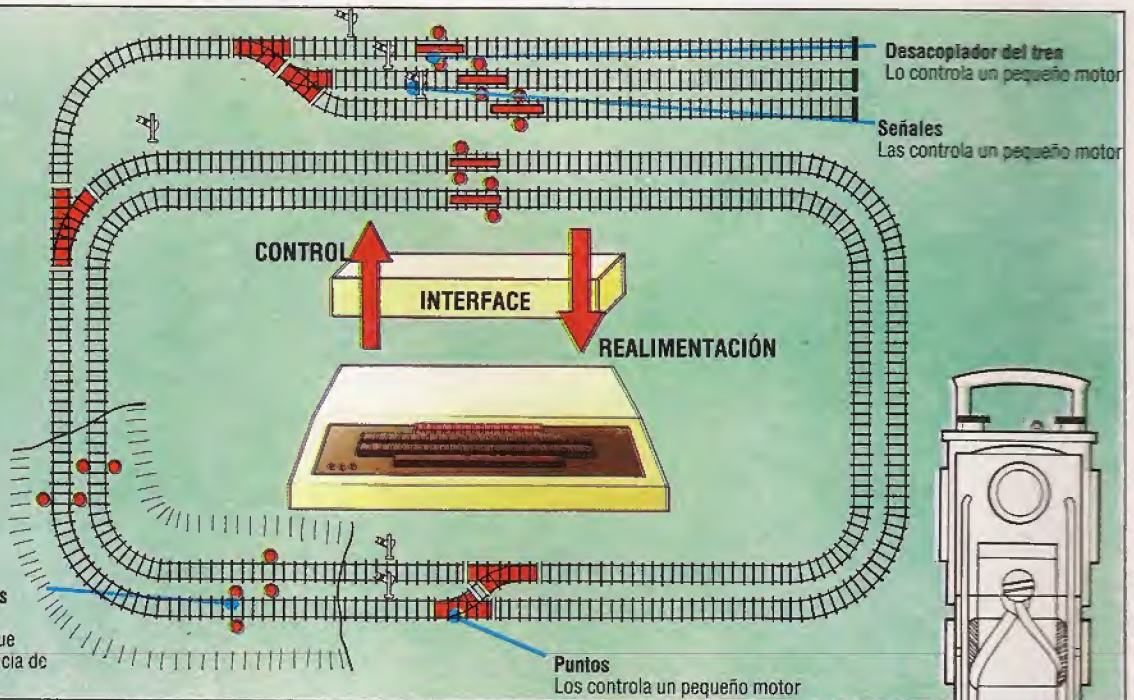 Desacoplador del tren
Lo controla un pequeño motor
Señales
Las controla un pequeño motor
CONTROL
INTERFACE
REALIMENTACIÓN
Puntos
Los controla un pequeño motor